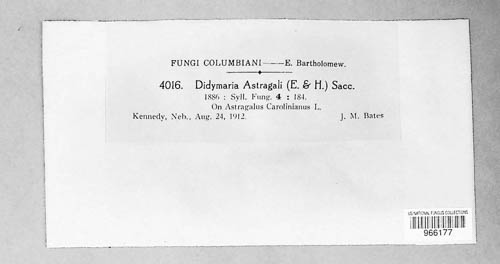 FUNGI COLUMBIANI——E. Bartholomew.
4016. Didymaria Astragali (E. & H.) Sacc.
1886 : Syll. Fung. 4 : 184.
On Astragalus Carolinianus L.
Kennedy, Neb., Aug. 24, 1912. J. M. Bates
US NATIONAL FUNGUS COLLECTIONS
966177